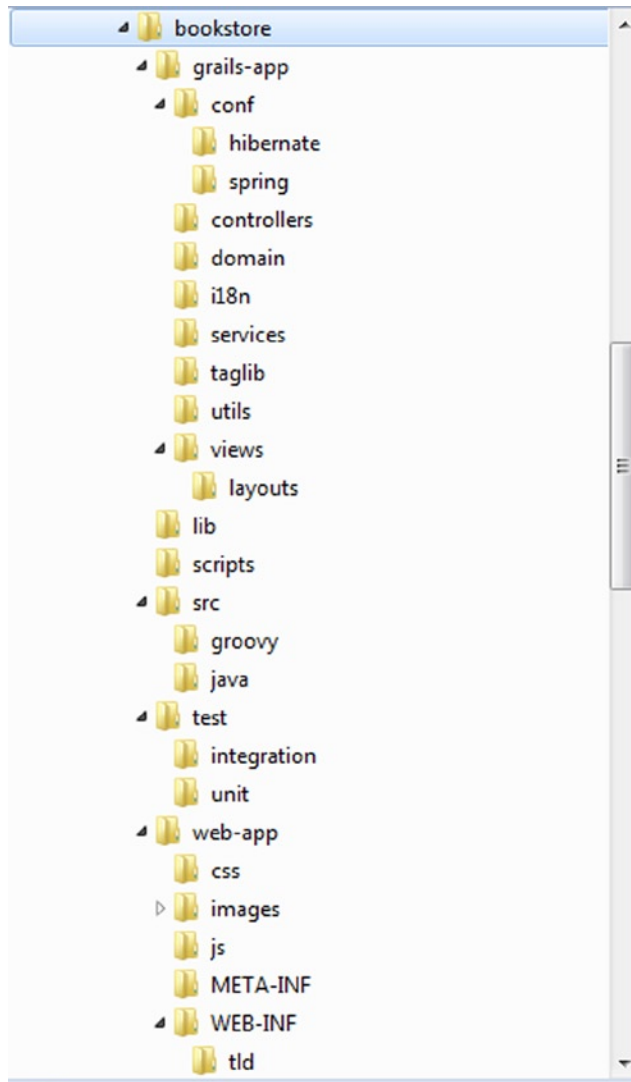 bookstore
grails-app
conf
hibernate
spring
controllers
domain
i18n
services
taglib
utils
views
layouts
lib
scripts
src
groovy
java
test
integration
unit
web-app
css
images
js
META-INF
WEB-INF
tld